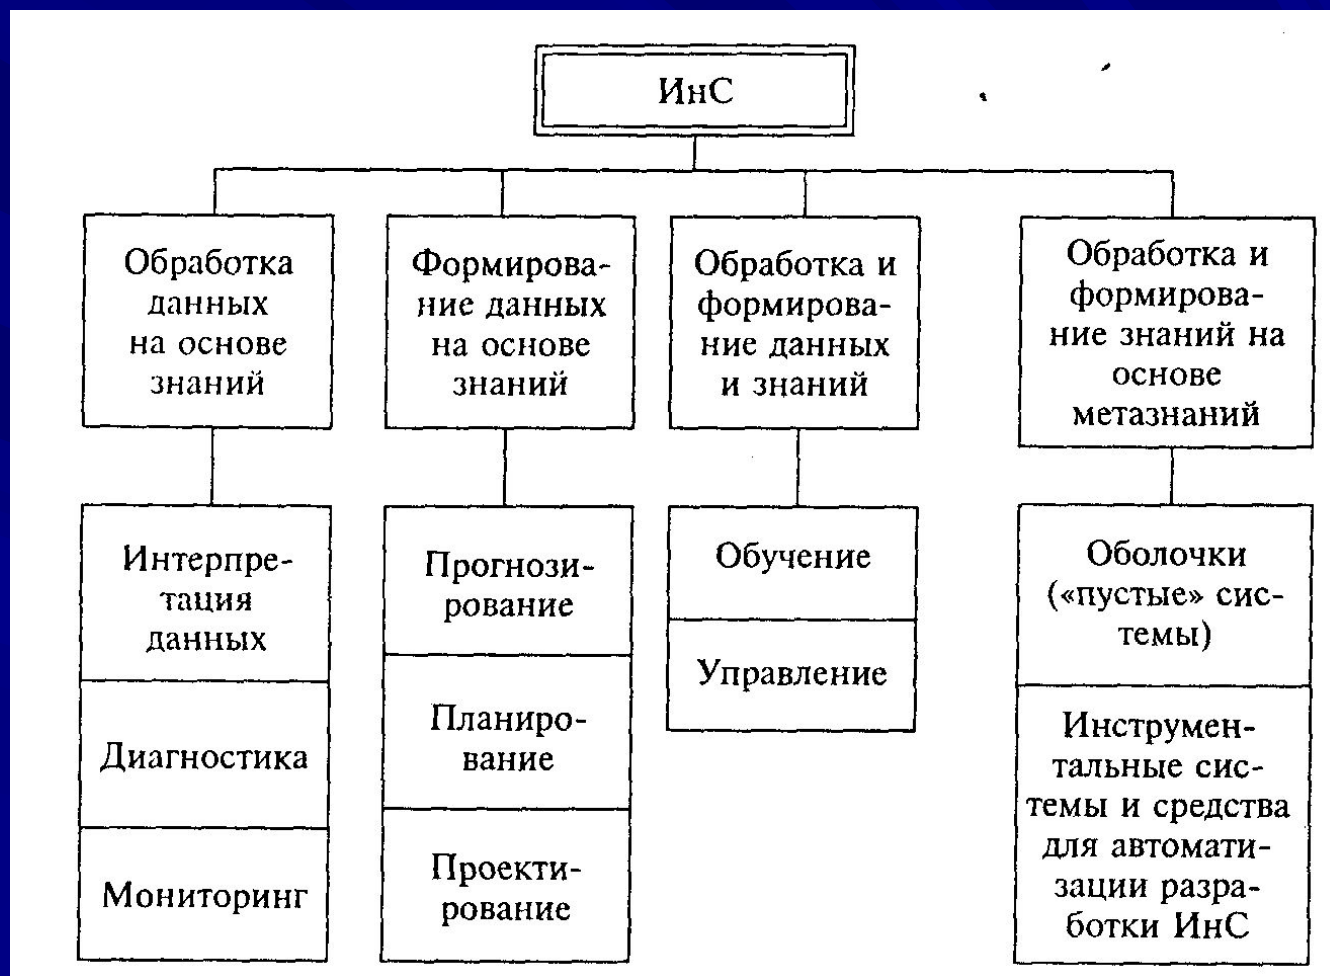 ИнС
Обработка
данных
на основе
знаний
Формирова-
ние данных
на основе
знаний
Обработка и
формирова-
ние данных
и знаний
Обработка и
формирова-
ние знаний на
основе
метазнаний
Интерпре-
тация
данных
Диагностика
Мониторинг
Прогнози-
рование
Планиро-
вание
Проекти-
рование
Обучение
Управление
Оболочки
(«пустые» сис-
темы)
Инструмен-
тальные сис-
темы и средства
для автомати-
зации разра-
ботки ИнС